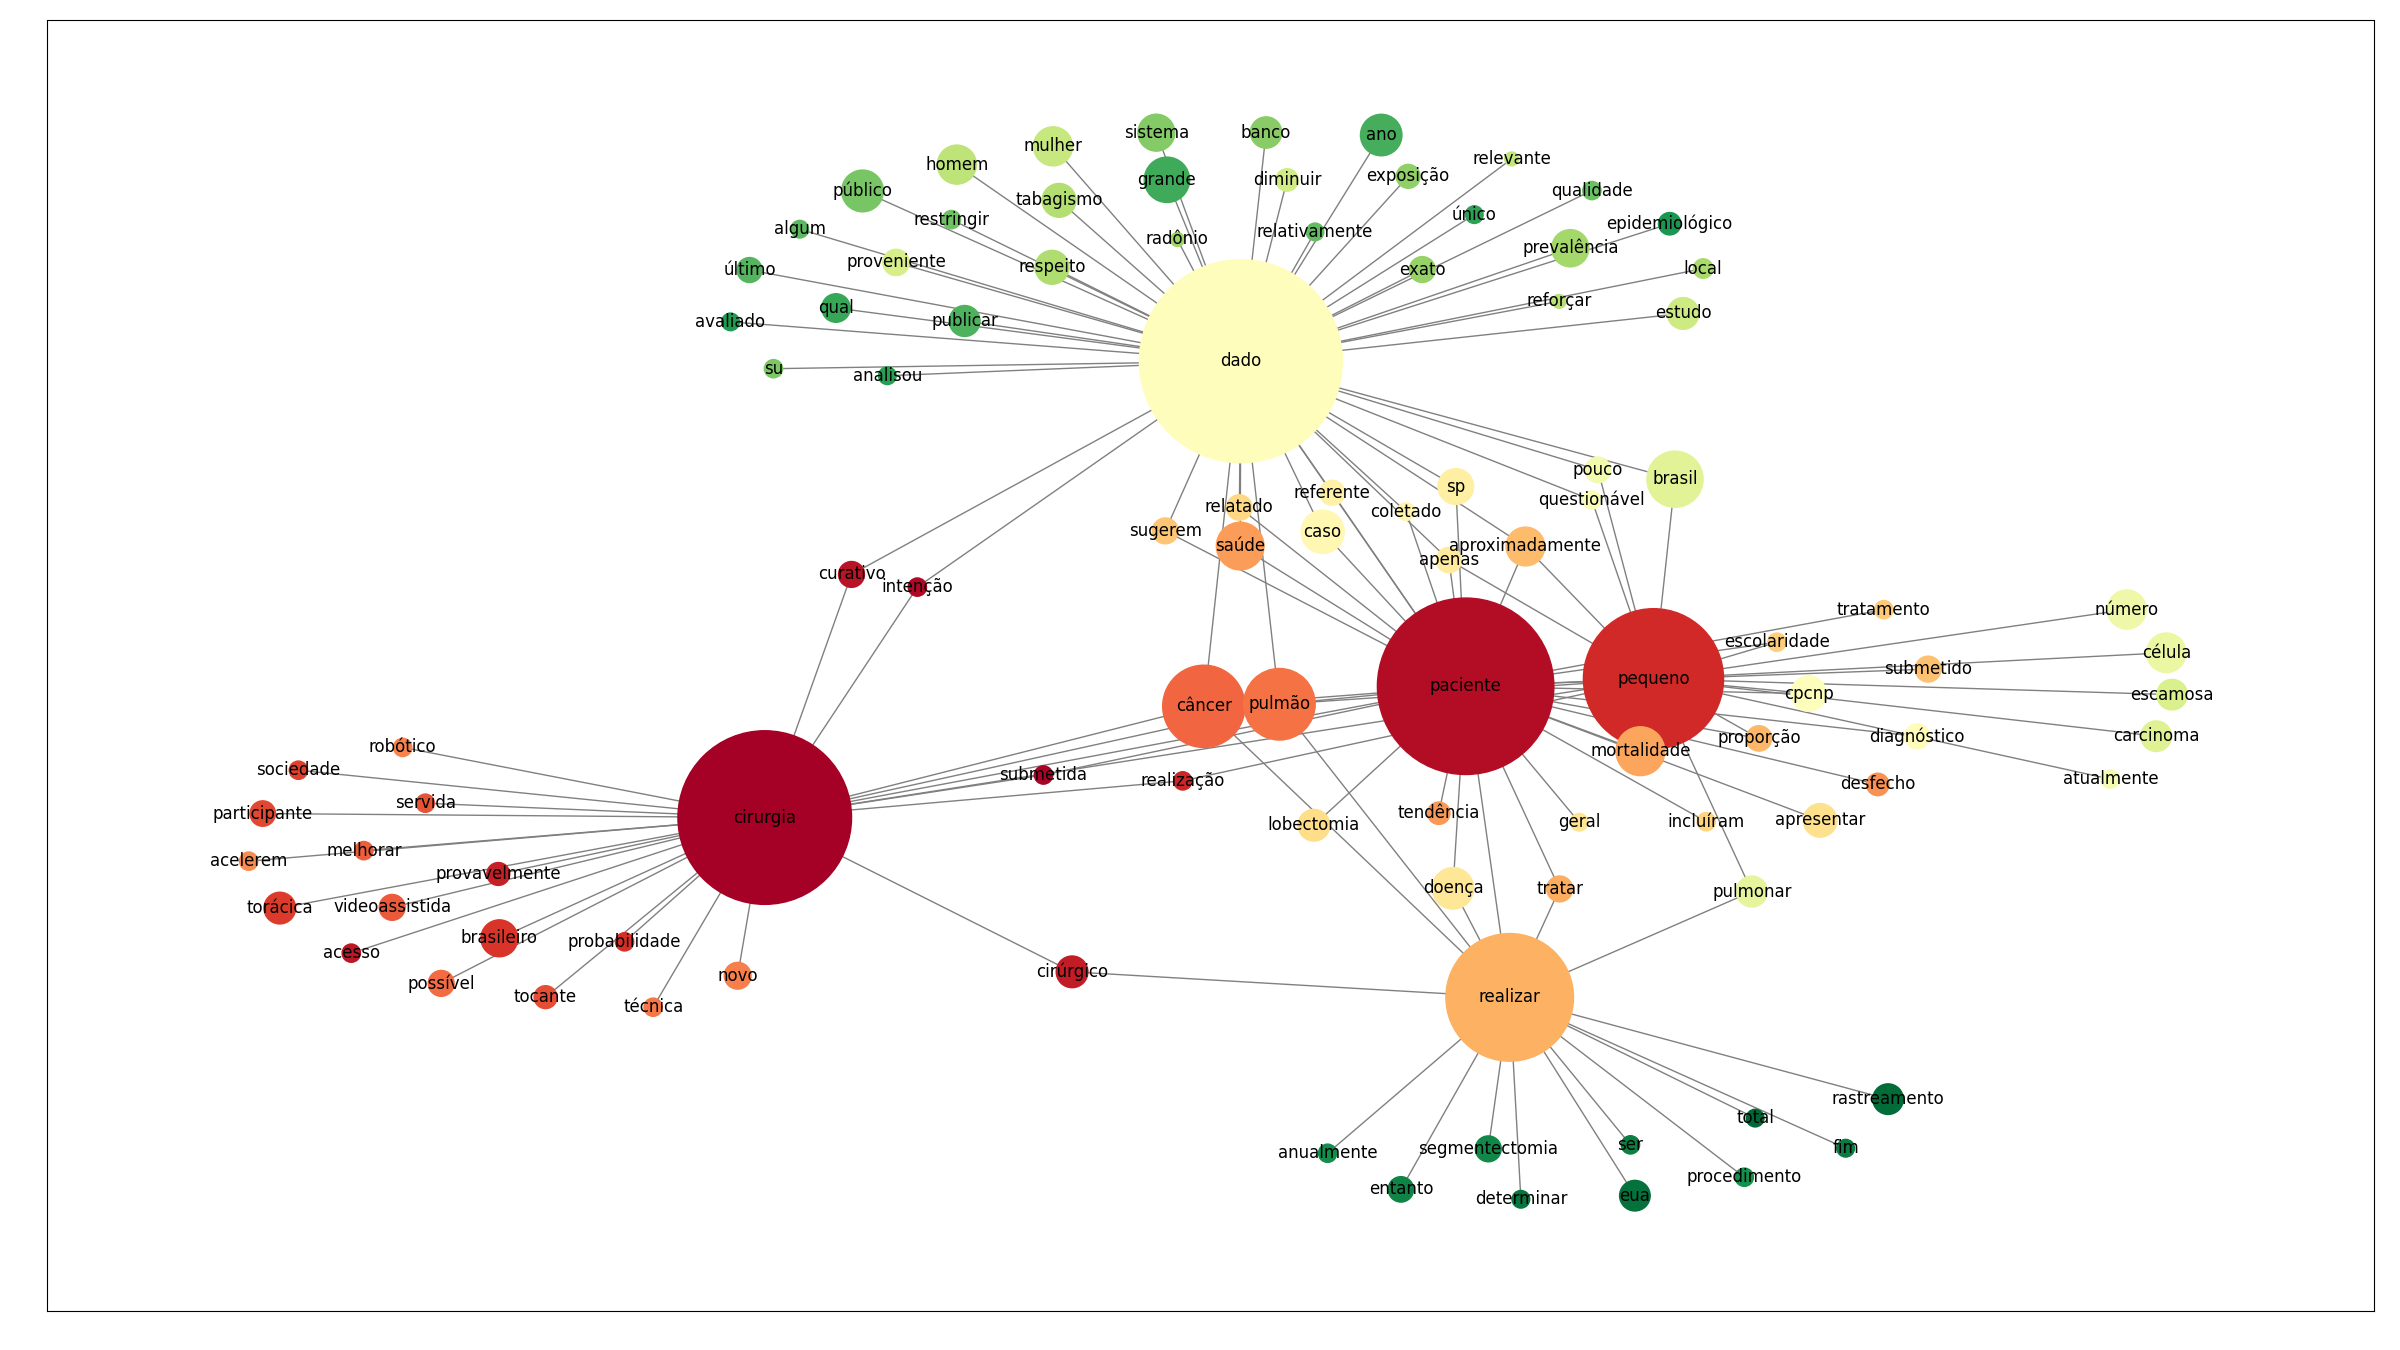 sistema
banco
ano
mulher
homem
relevante
grande
diminuir
exposição
público
tabagismo
qualidade
restringir
único
epidemiológico
algum
relativamente
radônio
prevalência
proveniente
respeito
último
exato
local
qual
reforçar
avaliado
publicar
estudo
dado
su
analisou
pouco
brasil
sp
referente
questionável
relatado
coletado
sugerem
caso
saúde
aproximadamente
apenas
curativo
intenção
tratamento
número
escolaridade
célula
submetido
pequeno
paciente
cpcnp
escamosa
câncer
pulmão
diagnóstico
carcinoma
proporção
mortalidade
robótico
sociedade
submetida
realização
atualmente
desfecho
servida
participante
cirurgia
tendência
lobectomia
geral
incluíram
apresentar
melhorar
acelerem
provavelmente
doença
tratar
pulmonar
torácica
videoassistida
brasileiro
probabilidade
acesso
cirúrgico
novo
possível
tocante
realizar
técnica
rastreamento
total
ser
fim
segmentectomia
anualmente
procedimento
entanto
determinar
eua